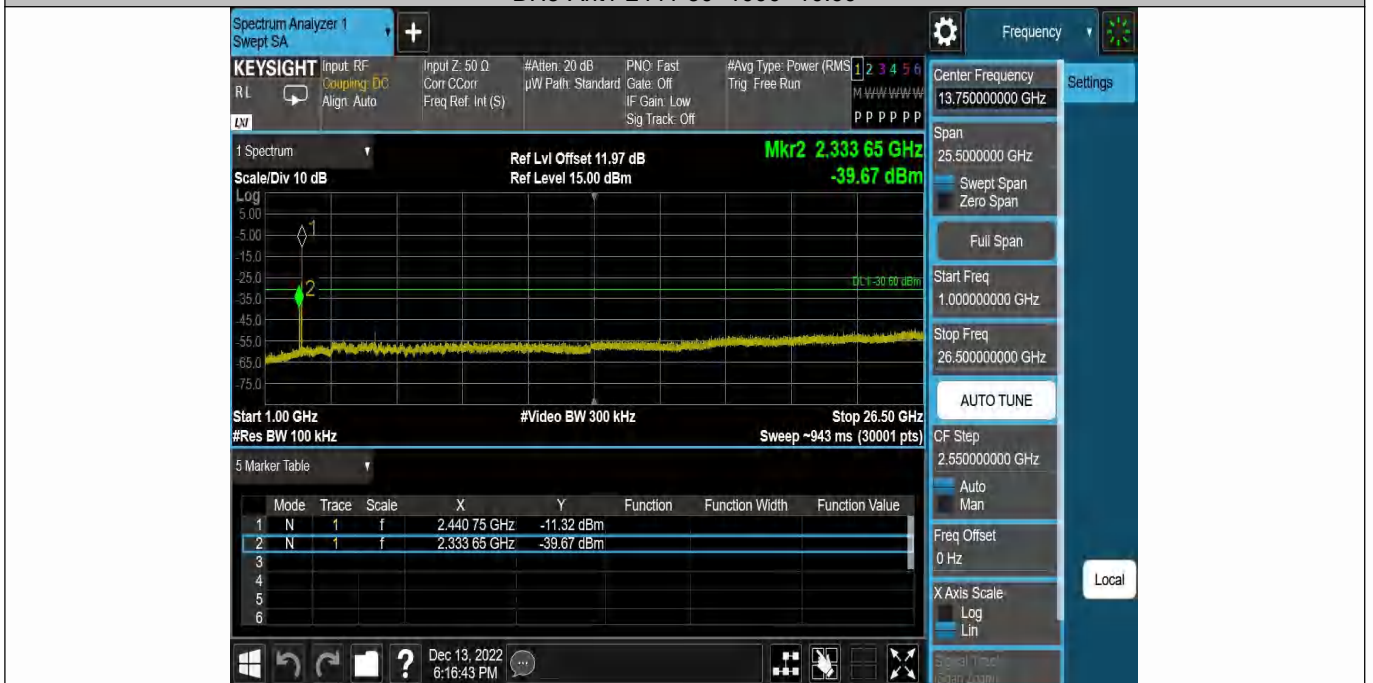 Spectrum Analyzer 1
Swept SA
+
Frequency
KEYSIGHT
RL
LXI
Input: RF
Coupling: DC
Align: Auto
Input Z: 50 Ω
Corr CCorr
Freq Ref: Int (S)
#Atten: 20 dB
µW Path: Standard
PNO: Fast
Gate: Off
IF Gain: Low
Sig Track: Off
#Avg Type: Power (RMS
Trig: Free Run
1 2 3 4 5 6
M W W W W W
P P P P P P
1 Spectrum
Scale/Div 10 dB
Ref Lvl Offset 11.97 dB
Ref Level 15.00 dBm
Mkr2 2.333 65 GHz
-39.67 dBm
Log
5.00
-5.00
-15.0
-25.0
-35.0
-45.0
-55.0
-65.0
-75.0
1
2
DL1 -30.60 dBm
Start 1.00 GHz
#Video BW 300 kHz
Stop 26.50 GHz
#Res BW 100 kHz
Sweep ~943 ms (30001 pts)
5 Marker Table
Mode Trace Scale X Y Function Function Width Function Value
1 N 1 f 2.440 75 GHz -11.32 dBm
2 N 1 f 2.333 65 GHz -39.67 dBm
3
4
5
6
Dec 13, 2022
6:16:43 PM
Center Frequency
13.750000000 GHz
Settings
Span
25.5000000 GHz
Swept Span
Zero Span
Full Span
Start Freq
1.000000000 GHz
Stop Freq
26.500000000 GHz
AUTO TUNE
CF Step
2.550000000 GHz
Auto
Man
Freq Offset
0 Hz
Local
X Axis Scale
Log
Lin
Signal Track
(Span Zoom)